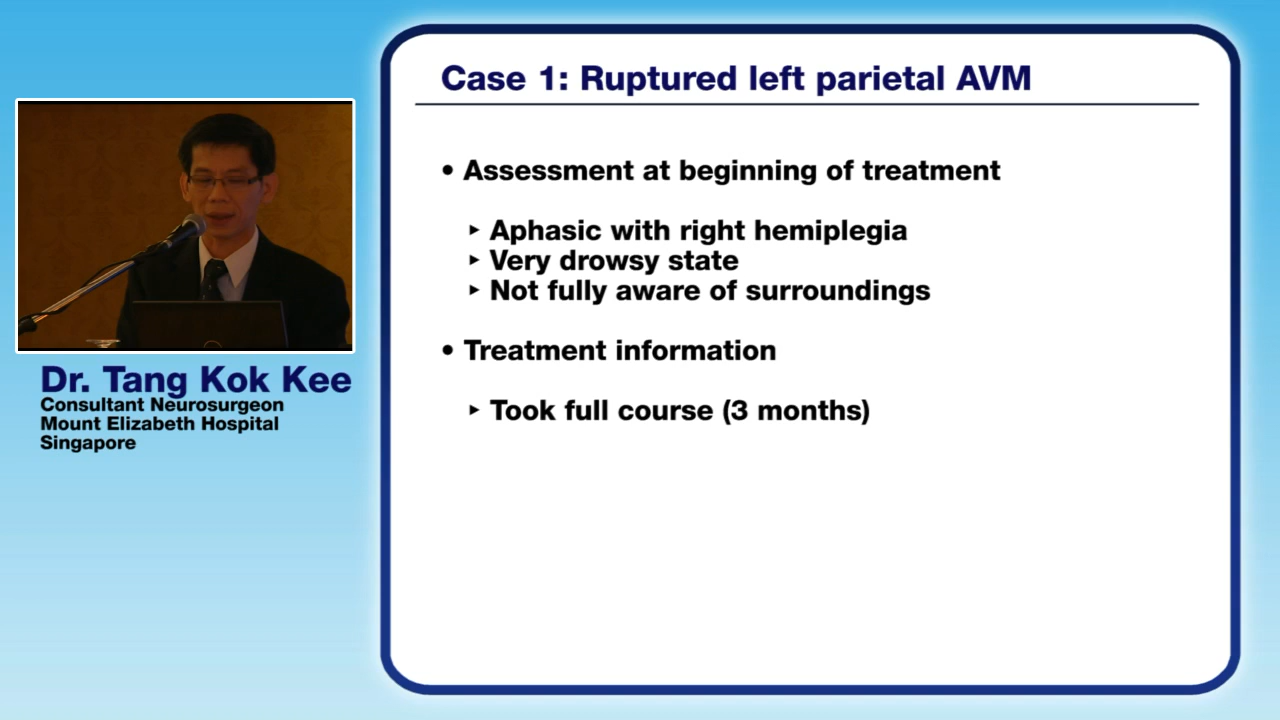 Case 1: Ruptured left parietal AVM
• Assessment at beginning of treatment
‣ Aphasic with right hemiplegia
‣ Very drowsy state
‣ Not fully aware of surroundings
• Treatment information
‣ Took full course (3 months)
Dr. Tang Kok Kee
Consultant Neurosurgeon
Mount Elizabeth Hospital
Singapore